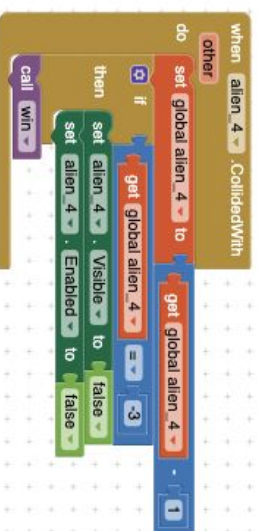 when alien_4 .CollidedWith
other
do set global alien_4 to get global alien_4 - 1
if get global alien_4 = -3
then set alien_4 . Visible to false
set alien_4 . Enabled to false
call win